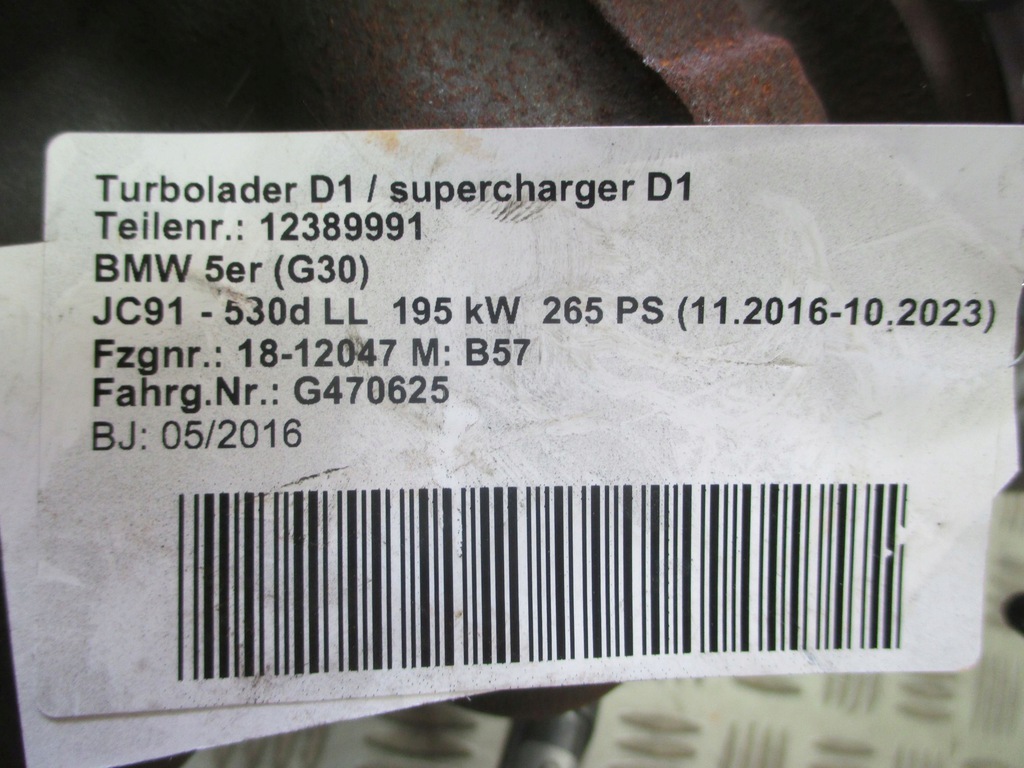 Turbolader D1 / supercharger D1
Teilenr.: 12389991
BMW 5er (G30)
JC91 - 530d LL 195 kW 265 PS (11.2016-10.2023)
Fzgnr.: 18-12047 M: B57
Fahrg.Nr.: G470625
BJ: 05/2016